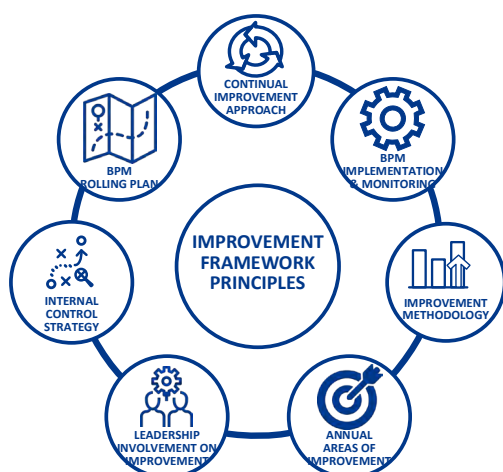 CONTINUAL
IMPROVEMENT
APPROACH
BPM
IMPLEMENTATION
& MONITORING
IMPROVEMENT
METHODOLOGY
ANNUAL
AREAS OF
IMPROVEMENT
LEADERSHIP
INVOLVEMENT ON
IMPROVEMENT
INTERNAL
CONTROL
STRATEGY
BPM
ROLLING PLAN
IMPROVEMENT
FRAMEWORK
PRINCIPLES